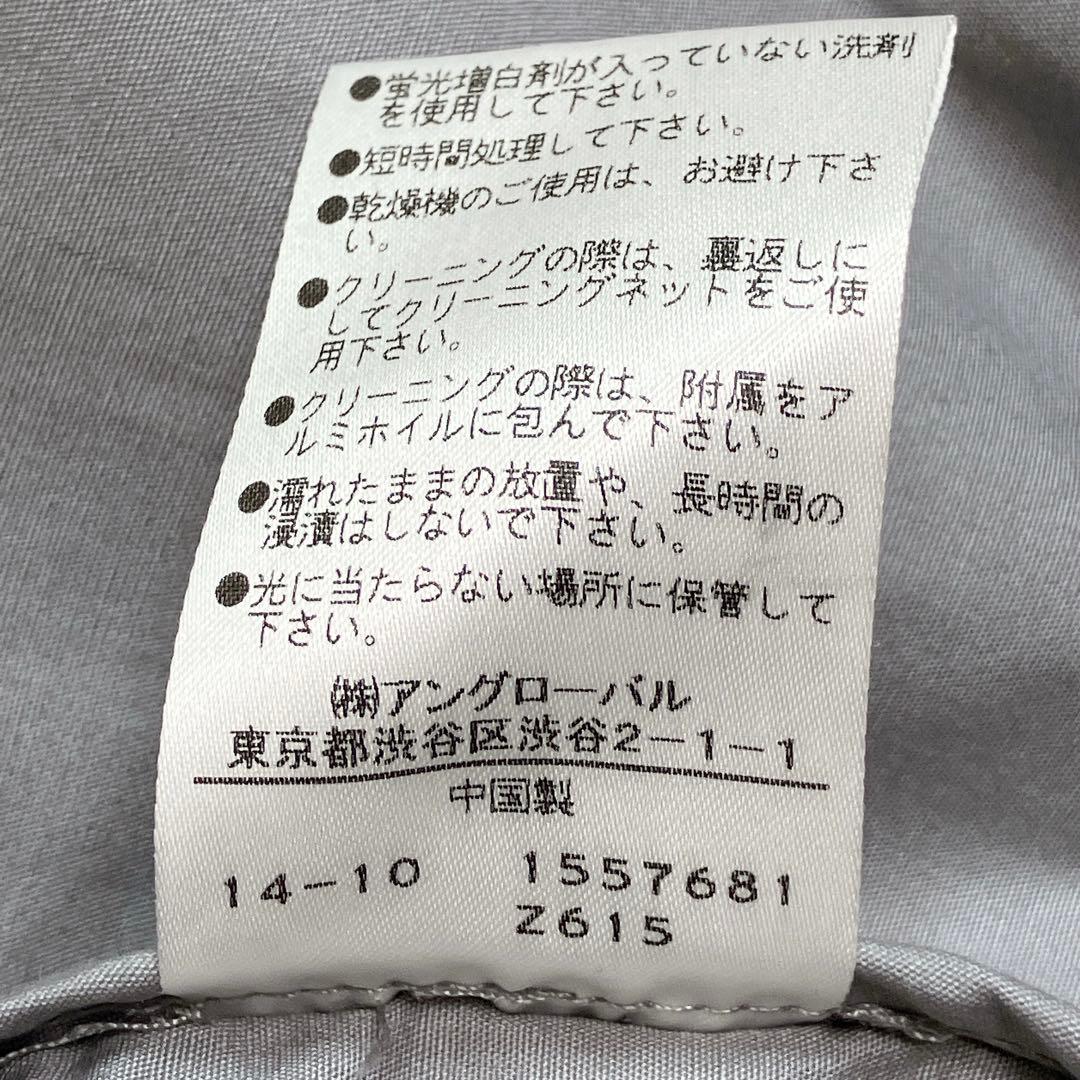 ●蛍光増白剤が入っていない洗剤
を使用して下さい。
●短時間処理して下さい。
●乾燥機のご使用は、お避け下さ
い。
●クリーニングの際は、裏返しに
してクリーニングネットをご使
用下さい。
●クリーニングの際は、附属をア
ルミホイルに包んで下さい。
●濡れたままの放置や、長時間の
浸漬はしないで下さい。
●光に当たらない場所に保管して
下さい。
㈱アングローバル
東京都渋谷区渋谷2-1-1
中国製
14-10 1557681
Z615